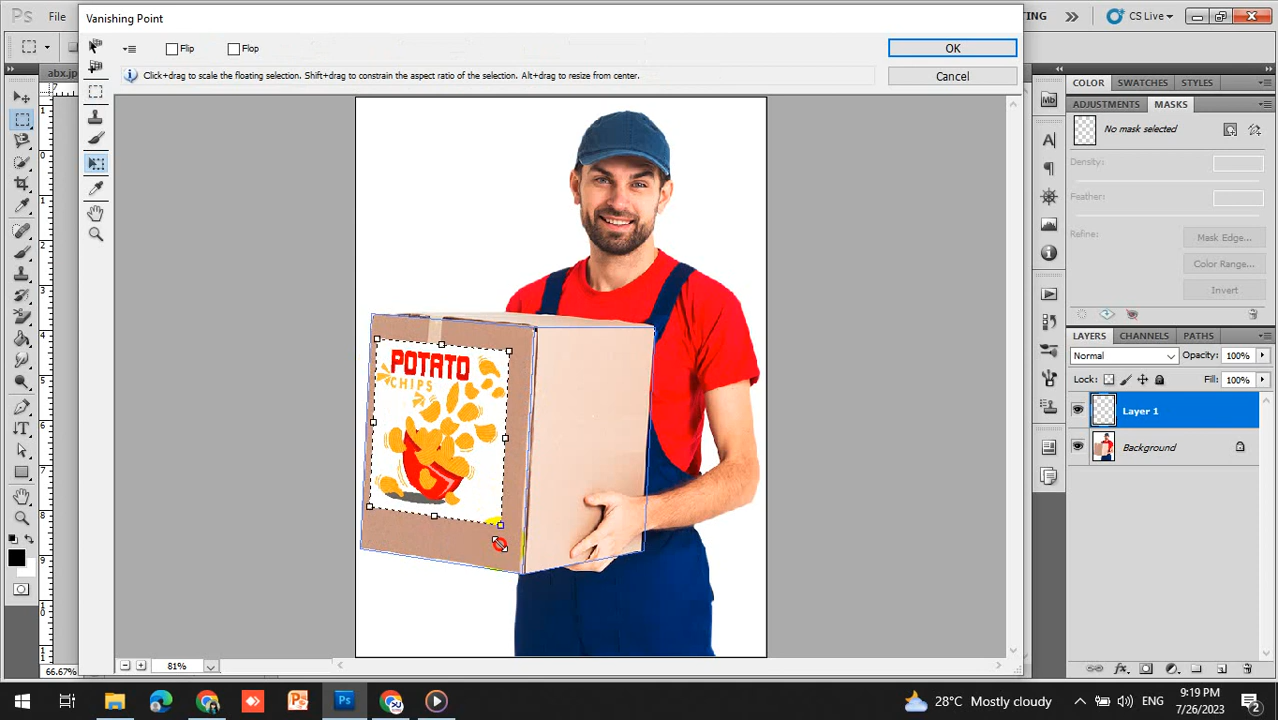 Ps File
TING
CS Live
Vanishing Point
Flip Flop
OK
Click+drag to scale the floating selection. Shift+drag to constrain the aspect ratio of the selection. Alt+drag to resize from center.
Cancel
abx.j
POTATO
CHIPS
COLOR SWATCHES STYLES
ADJUSTMENTS MASKS
No mask selected
Density:
Feather:
Refine:
Mask Edge...
Color Range...
Invert
LAYERS CHANNELS PATHS
Normal Opacity: 100%
Lock: Fill: 100%
Layer 1
Background
66.67%
81%
28°C Mostly cloudy
ENG
9:19 PM
7/26/2023
2